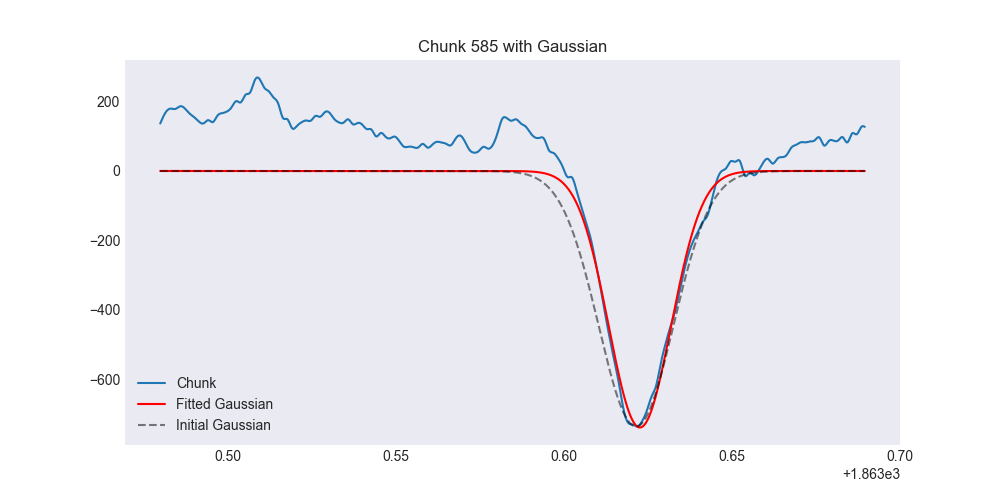 Chunk 585 with Gaussian
200
0
−200
−400
−600
Chunk
Fitted Gaussian
Initial Gaussian
0.50
0.55
0.60
0.65
0.70
+1.863e3